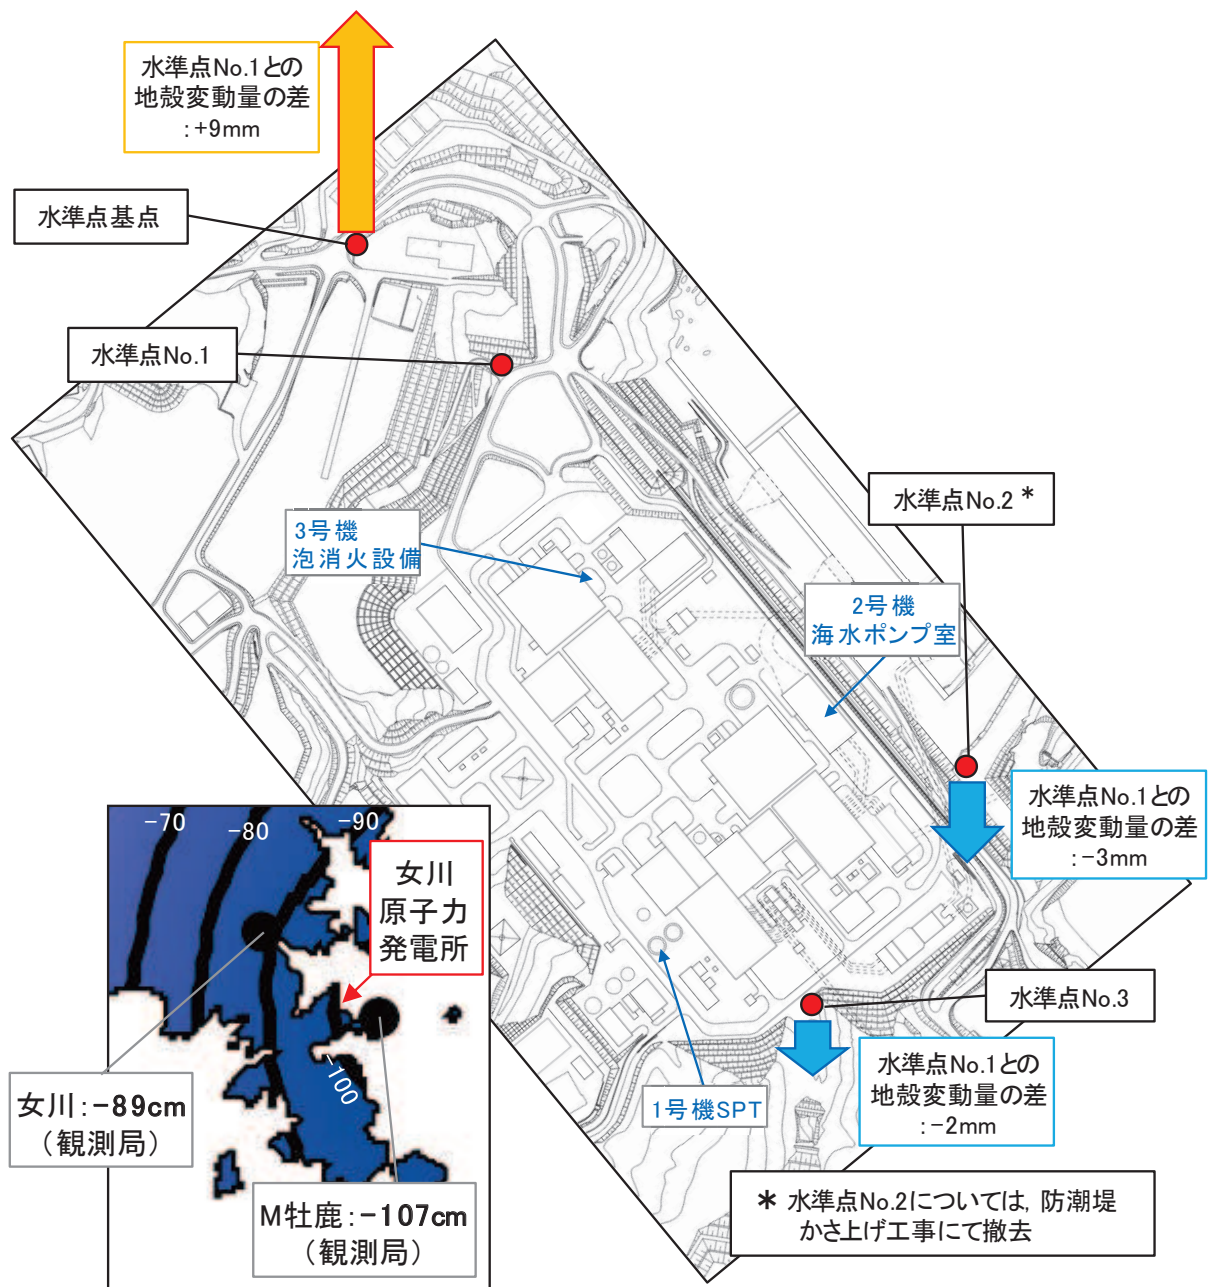 水準点No.1との
地殻変動量の差
:+9mm
水準点基点
水準点No.1
水準点No.2 *
3号機
泡消火設備
2号機
海水ポンプ室
水準点No.1との
地殻変動量の差
:-3mm
-70
-80
-90
女川
原子力
発電所
-100
水準点No.3
水準点No.1との
地殻変動量の差
:-2mm
1号機SPT
女川:-89cm
(観測局)
M牡鹿:-107cm
(観測局)
* 水準点No.2については, 防潮堤
かさ上げ工事にて撤去